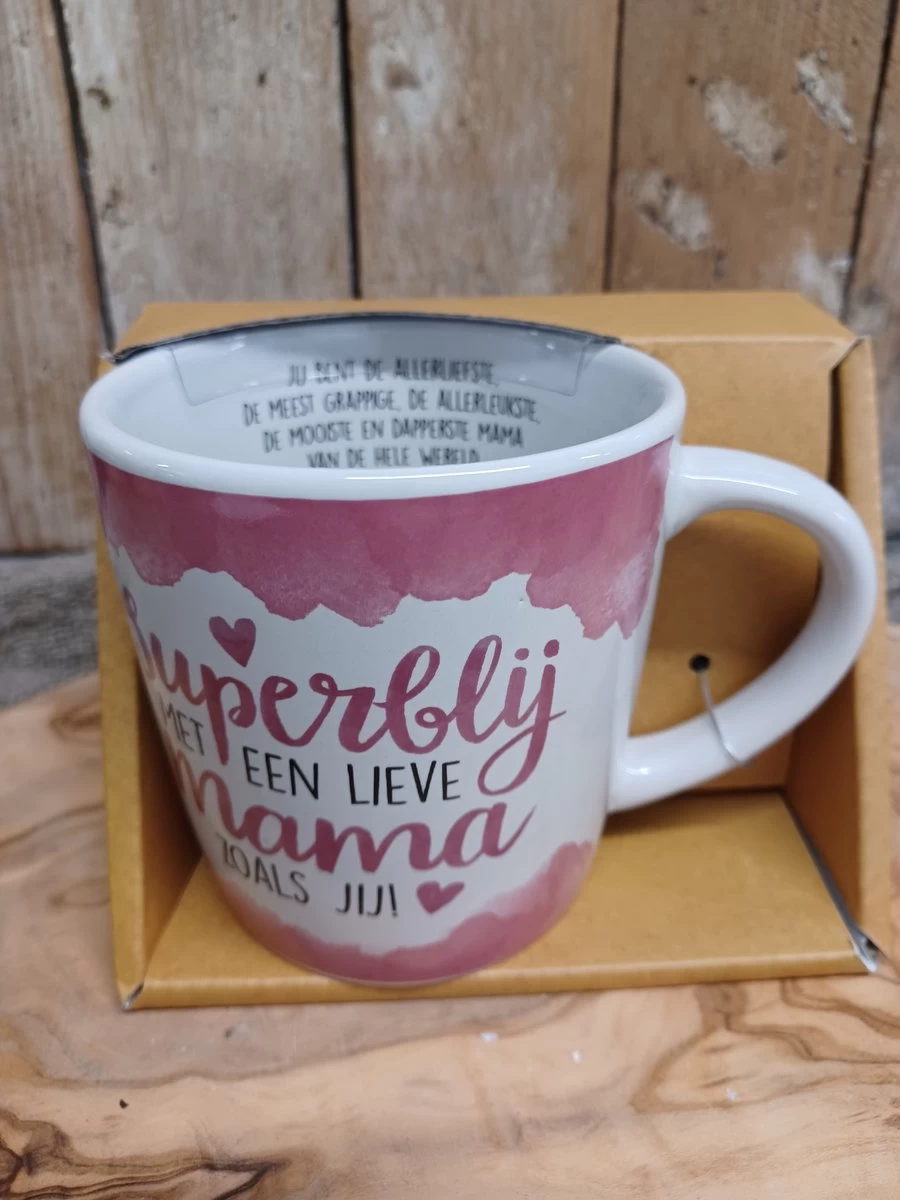 JIJ BENT DE ALLERLIEFSTE,
DE MEEST GRAPPIGE, DE ALLERLEUKSTE,
DE MOOISTE EN DAPPERSTE MAMA
VAN DE HELE WERELD
Superblij
MET EEN LIEVE
mama
ZOALS JIJ!